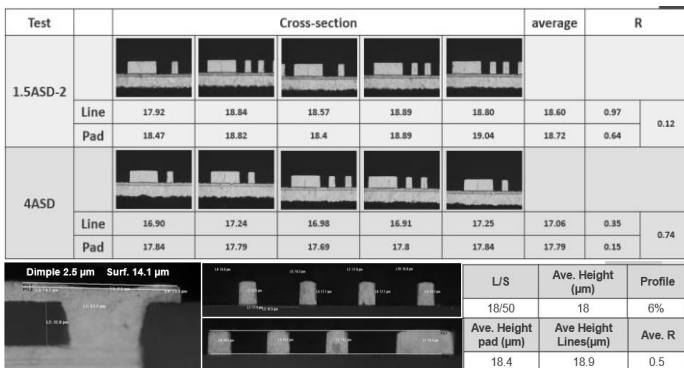 Test Cross-section average R
1.5ASD-2
Line 17.92 18.84 18.57 18.89 18.80 18.60 0.97
0.12
Pad 18.47 18.82 18.4 18.89 19.04 18.72 0.64
4ASD
Line 16.90 17.24 16.98 16.91 17.25 17.06 0.35
0.74
Pad 17.84 17.79 17.69 17.8 17.84 17.79 0.15
Dimple 2.5 µm Surf. 14.1 µm
L/S Ave. Height (µm) Profile
18/50 18 6%
Ave. Height pad (µm) Ave Height Lines(µm) Ave. R
18.4 18.9 0.5